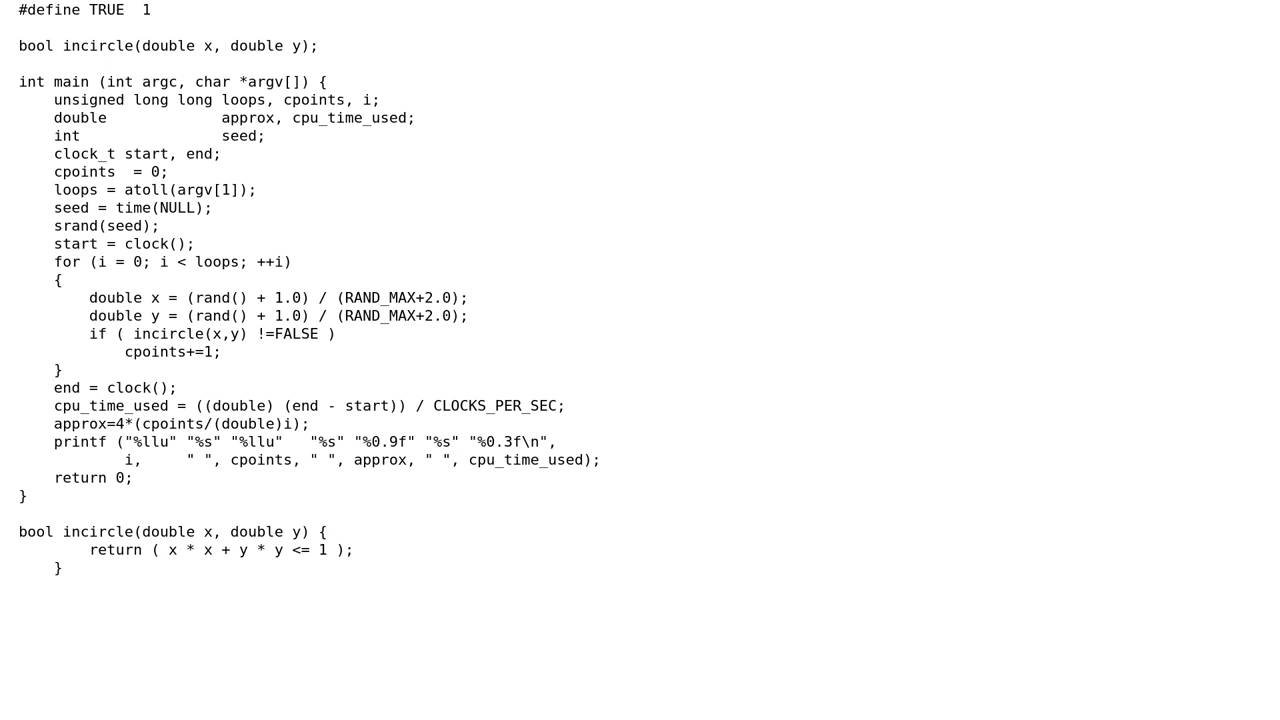 #define TRUE  1

bool incircle(double x, double y);

int main (int argc, char *argv[]) {
    unsigned long long loops, cpoints, i;
    double             approx, cpu_time_used;
    int                seed;
    clock_t start, end;
    cpoints  = 0;
    loops = atoll(argv[1]);
    seed = time(NULL);
    srand(seed);
    start = clock();
    for (i = 0; i < loops; ++i)
    {
        double x = (rand() + 1.0) / (RAND_MAX+2.0);
        double y = (rand() + 1.0) / (RAND_MAX+2.0);
        if ( incircle(x,y) !=FALSE )
            cpoints+=1;
    }
    end = clock();
    cpu_time_used = ((double) (end - start)) / CLOCKS_PER_SEC;
    approx=4*(cpoints/(double)i);
    printf ("%llu" "%s" "%llu"   "%s" "%0.9f" "%s" "%0.3f\n",
            i,     " ", cpoints, " ", approx, " ", cpu_time_used);
    return 0;
}

bool incircle(double x, double y) {
        return ( x * x + y * y <= 1 );
    }